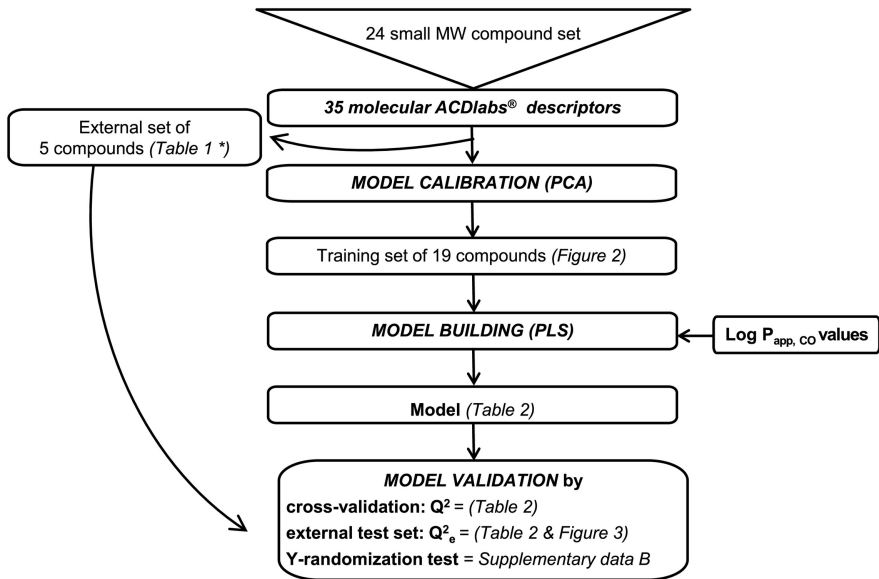 24 small MW compound set
35 molecular ACDlabs® descriptors
External set of
5 compounds (Table 1 *)
MODEL CALIBRATION (PCA)
Training set of 19 compounds (Figure 2)
MODEL BUILDING (PLS)
Log P app, CO values
Model (Table 2)
MODEL VALIDATION by
cross-validation: Q² = (Table 2)
external test set: Q²e = (Table 2 & Figure 3)
Y-randomization test = Supplementary data B